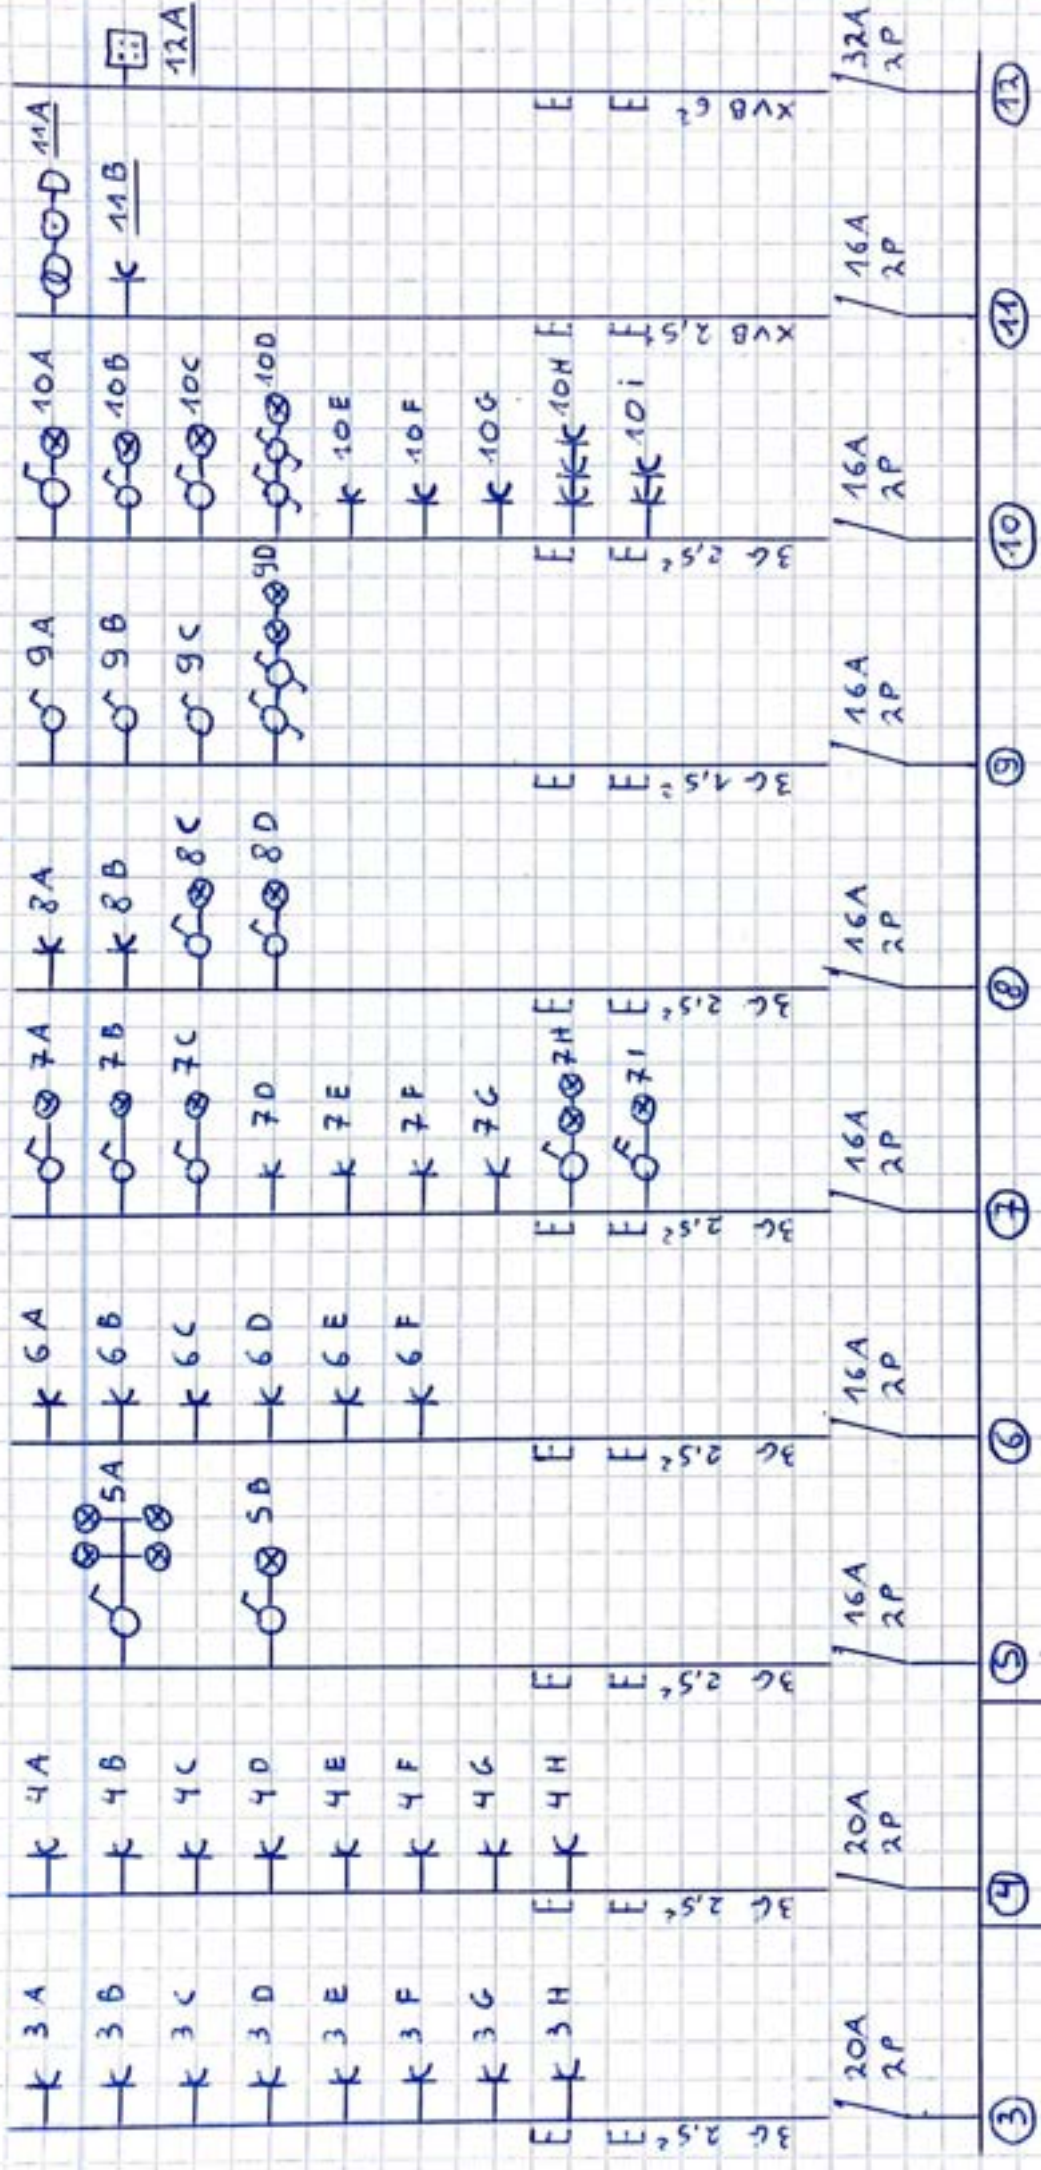 3A
3B
3C
3D
3E
3F
3G
3H
3G 2,5²
20A
2P
3
4A
4B
4C
4D
4E
4F
4G
4H
3G 2,5²
20A
2P
4
5A
5B
3G 2,5²
16A
2P
5
6A
6B
6C
6D
6E
6F
3G 2,5²
16A
2P
6
7A
7B
7C
7D
7E
7F
7G
7H
7I
3G 2,5²
16A
2P
7
8A
8B
8C
8D
3G 2,5²
16A
2P
8
9A
9B
9C
9D
3G 1,5²
16A
2P
9
10A
10B
10C
10D
10E
10F
10G
10H
10i
3G 2,5²
16A
2P
10
11A
11B
XVB 2,5²
16A
2P
11
12A
XVB 6²
32A
2P
12